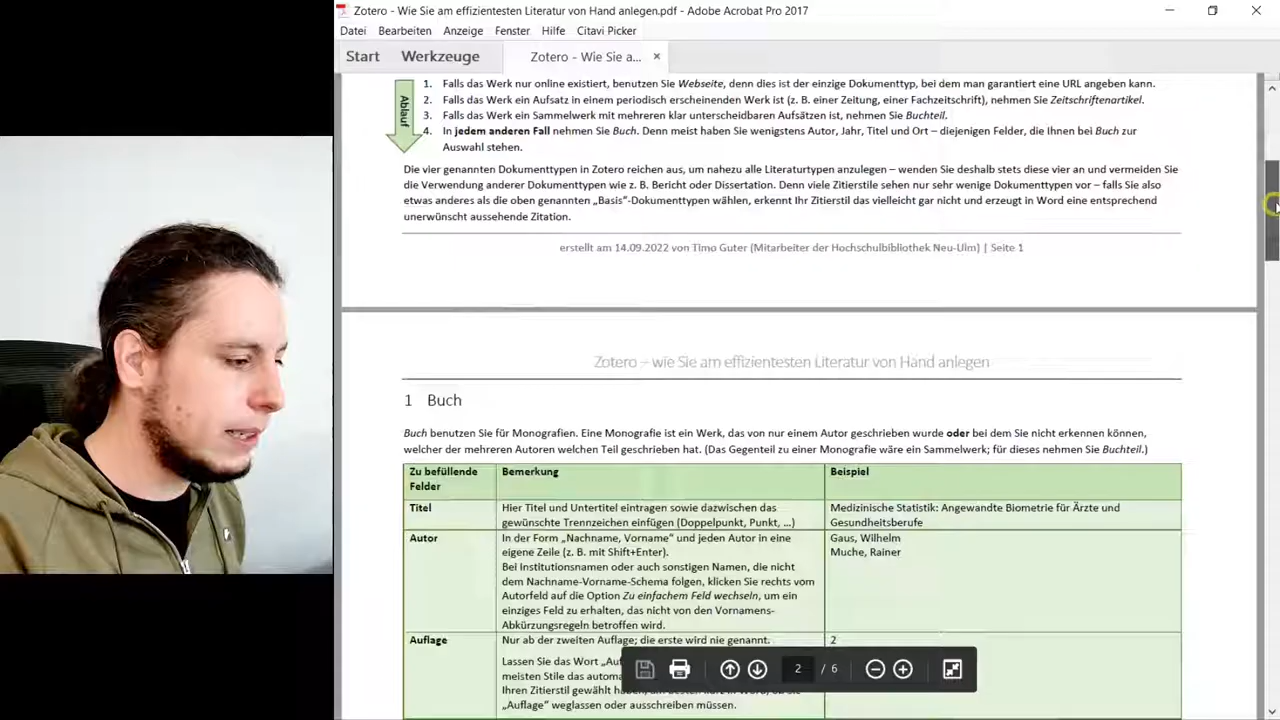 Zotero - Wie Sie am effizientesten Literatur von Hand anlegen.pdf - Adobe Acrobat Pro 2017
Datei Bearbeiten Anzeige Fenster Hilfe Citavi Picker
Start Werkzeuge Zotero - Wie Sie a... ×
Ablauf
1. Falls das Werk nur online existiert, benutzen Sie Webseite, denn dies ist der einzige Dokumenttyp, bei dem man garantiert eine URL angeben kann.
2. Falls das Werk ein Aufsatz in einem periodisch erscheinenden Werk ist (z. B. einer Zeitung, einer Fachzeitschrift), nehmen Sie Zeitschriftenartikel.
3. Falls das Werk ein Sammelwerk mit mehreren klar unterscheidbaren Aufsätzen ist, nehmen Sie Buchteil.
4. In jedem anderen Fall nehmen Sie Buch. Denn meist haben Sie wenigstens Autor, Jahr, Titel und Ort – diejenigen Felder, die Ihnen bei Buch zur
Auswahl stehen.
Die vier genannten Dokumenttypen in Zotero reichen aus, um nahezu alle Literaturtypen anzulegen – wenden Sie deshalb stets diese vier an und vermeiden Sie
die Verwendung anderer Dokumenttypen wie z. B. Bericht oder Dissertation. Denn viele Zitierstile sehen nur sehr wenige Dokumenttypen vor – falls Sie also
etwas anderes als die oben genannten „Basis“-Dokumenttypen wählen, erkennt Ihr Zitierstil das vielleicht gar nicht und erzeugt in Word eine entsprechend
unerwünscht aussehende Zitation.
erstellt am 14.09.2022 von Timo Guter (Mitarbeiter der Hochschulbibliothek Neu-Ulm) | Seite 1
Zotero – wie Sie am effizientesten Literatur von Hand anlegen
1 Buch
Buch benutzen Sie für Monografien. Eine Monografie ist ein Werk, das von nur einem Autor geschrieben wurde oder bei dem Sie nicht erkennen können,
welcher der mehreren Autoren welchen Teil geschrieben hat. (Das Gegenteil zu einer Monografie wäre ein Sammelwerk; für dieses nehmen Sie Buchteil.)
Zu befüllende
Felder
Bemerkung
Beispiel
Titel
Hier Titel und Untertitel eintragen sowie dazwischen das
gewünschte Trennzeichen einfügen (Doppelpunkt, Punkt, …)
Medizinische Statistik: Angewandte Biometrie für Ärzte und
Gesundheitsberufe
Autor
In der Form „Nachname, Vorname“ und jeden Autor in eine
eigene Zeile (z. B. mit Shift+Enter).
Bei Institutionsnamen oder auch sonstigen Namen, die nicht
dem Nachname-Vorname-Schema folgen, klicken Sie rechts vom
Autorfeld auf die Option Zu einfachem Feld wechseln, um ein
einziges Feld zu erhalten, das nicht von den Vornamens-
Abkürzungsregeln betroffen wird.
Gaus, Wilhelm
Muche, Rainer
Auflage
Nur ab der zweiten Auflage; die erste wird nie genannt.
2
Lassen Sie das Wort
meisten Stile das
Ihren Zitierstil gewählt
„Auflage“ weglassen oder ausschreiben müssen.
2 / 6